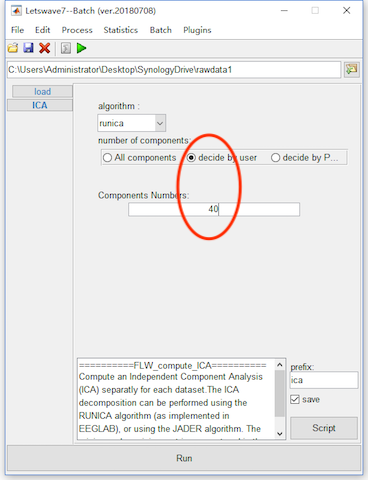 Letswave7--Batch (ver.20180708)
File Edit Process Statistics Batch Plugins
C:\Users\Administrator\Desktop\SynologyDrive\rawdata1
load
ICA
algorithm :
runica
number of components:
All components decide by user decide by P...
Components Numbers:
40
==========FLW_compute_ICA==========
Compute an Independent Component Analysis
(ICA) separatly for each dataset.The ICA
decomposition can be performed using the
RUNICA algorithm (as implemented in
EEGLAB), or using the JADER algorithm. The
prefix:
ica
save
Script
Run